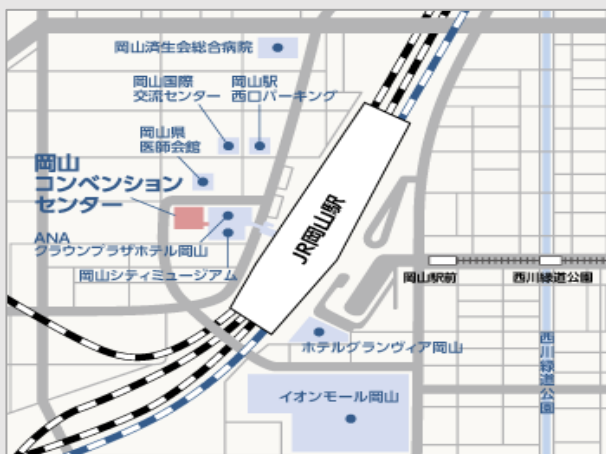 岡山済生会総合病院
岡山国際
交流センター
岡山駅
西口パーキング
岡山県
医師会館
岡山
コンベンション
センター
ANA
クラウンプラザホテル岡山
岡山シティミュージアム
JR岡山駅
岡山駅前
西川緑道公園
ホテルグランヴィア岡山
西川緑道公園
イオンモール岡山